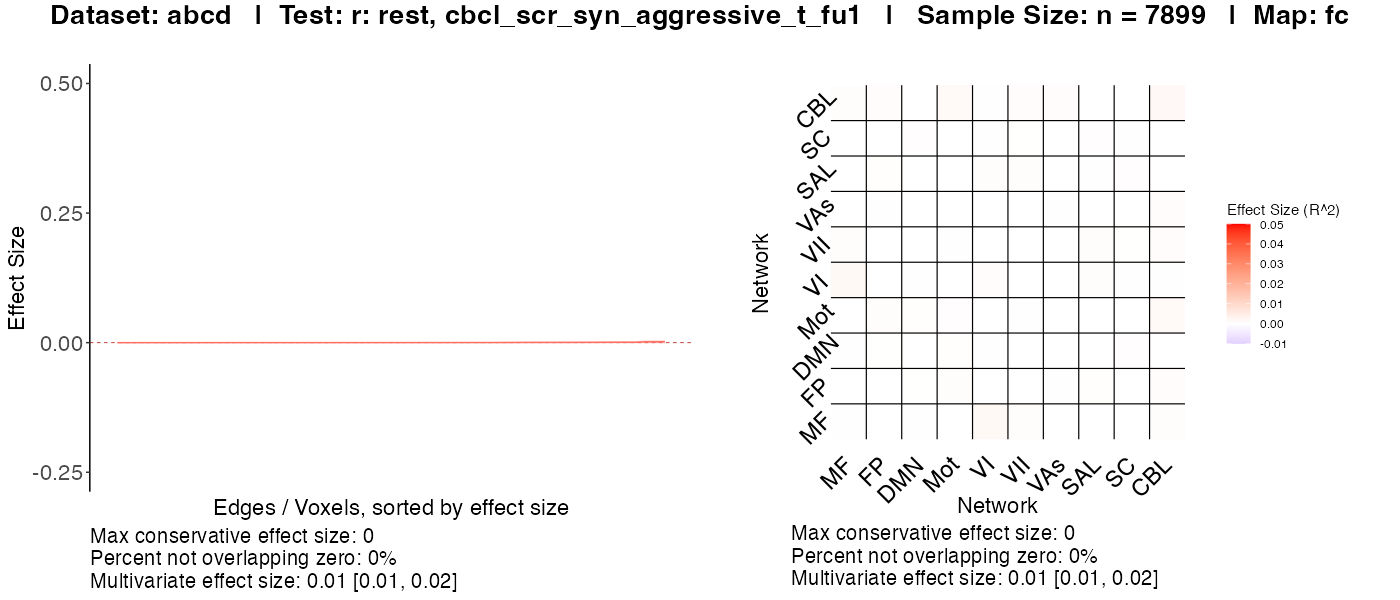 Dataset: abcd | Test: r: rest, cbcl_scr_syn_aggressive_t_fu1 | Sample Size: n = 7899 | Map: fc
Effect Size
0.50
0.25
0.00
-0.25
Edges / Voxels, sorted by effect size
Max conservative effect size: 0
Percent not overlapping zero: 0%
Multivariate effect size: 0.01 [0.01, 0.02]
Network
CBL
SC
SAL
VAs
VII
VI
Mot
DMN
FP
MF
MF FP DMN Mot VI VII VAs SAL SC CBL
Network
Max conservative effect size: 0
Percent not overlapping zero: 0%
Multivariate effect size: 0.01 [0.01, 0.02]
Effect Size (R^2)
0.05
0.04
0.03
0.02
0.01
0.00
-0.01